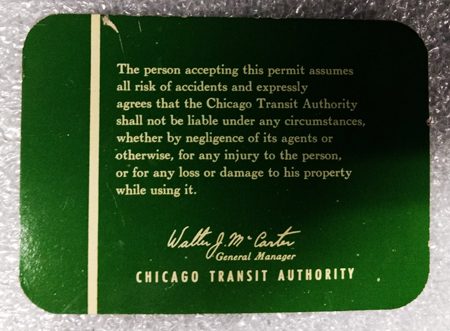 The person accepting this permit assumes
all risk of accidents and expressly
agrees that the Chicago Transit Authority
shall not be liable under any circumstances,
whether by negligence of its agents or
otherwise, for any injury to the person,
or for any loss or damage to his property
while using it.
Walter J. McCarter
General Manager
CHICAGO TRANSIT AUTHORITY